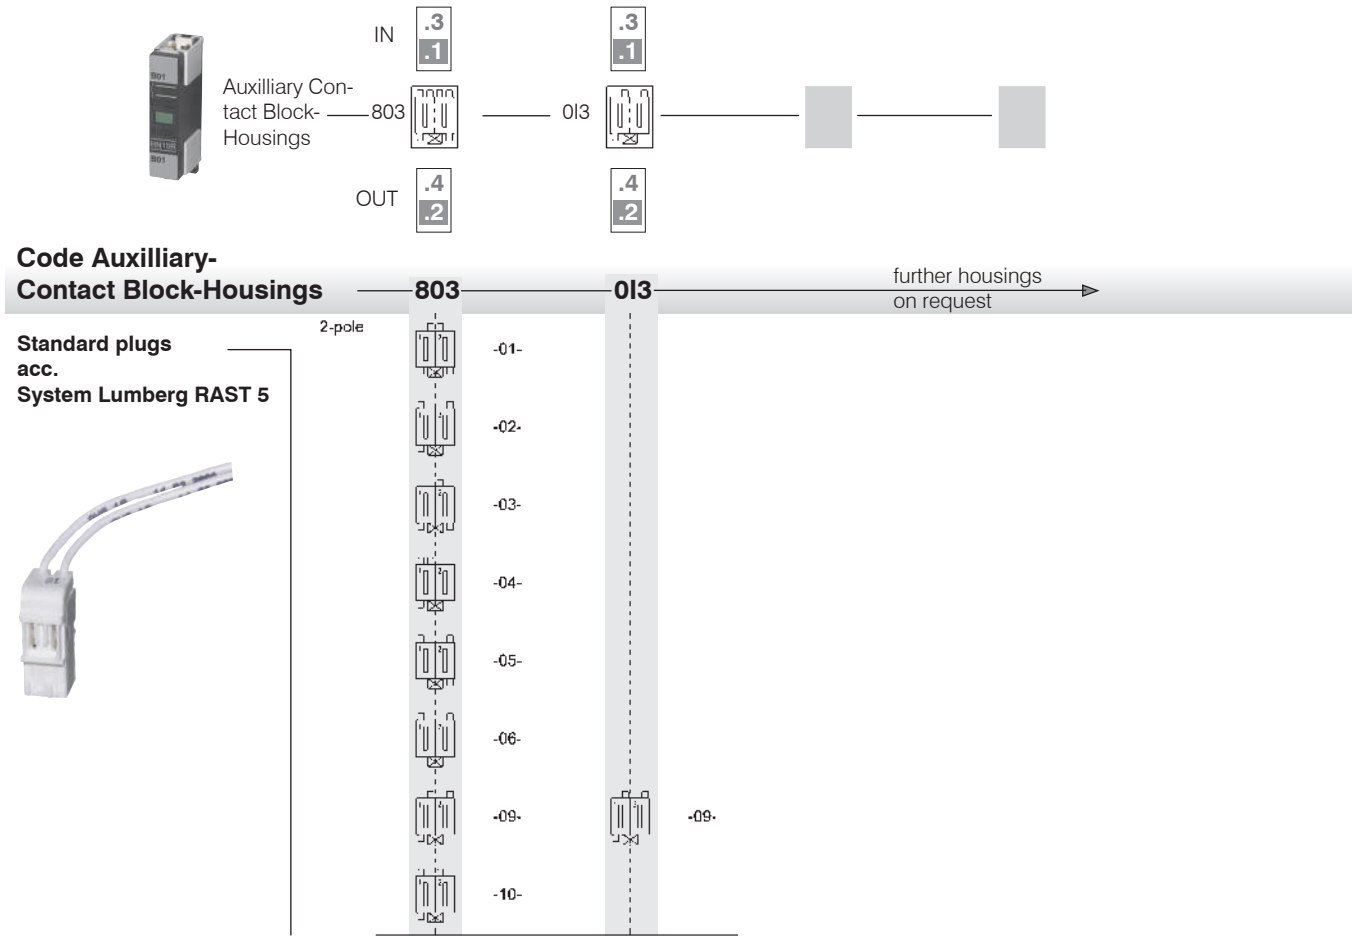 IN
.3
.1
.3
.1
B01
Auxilliary Con-
tact Block-
Housings
803
0I3
B01
OUT
.4
.2
.4
.2
Code Auxilliary-
Contact Block-Housings
803
0I3
further housings
on request
2-pole
Standard plugs
acc.
System Lumberg RAST 5
-01-
-02-
-03-
-04-
-05-
-06-
-09-
-09-
-10-